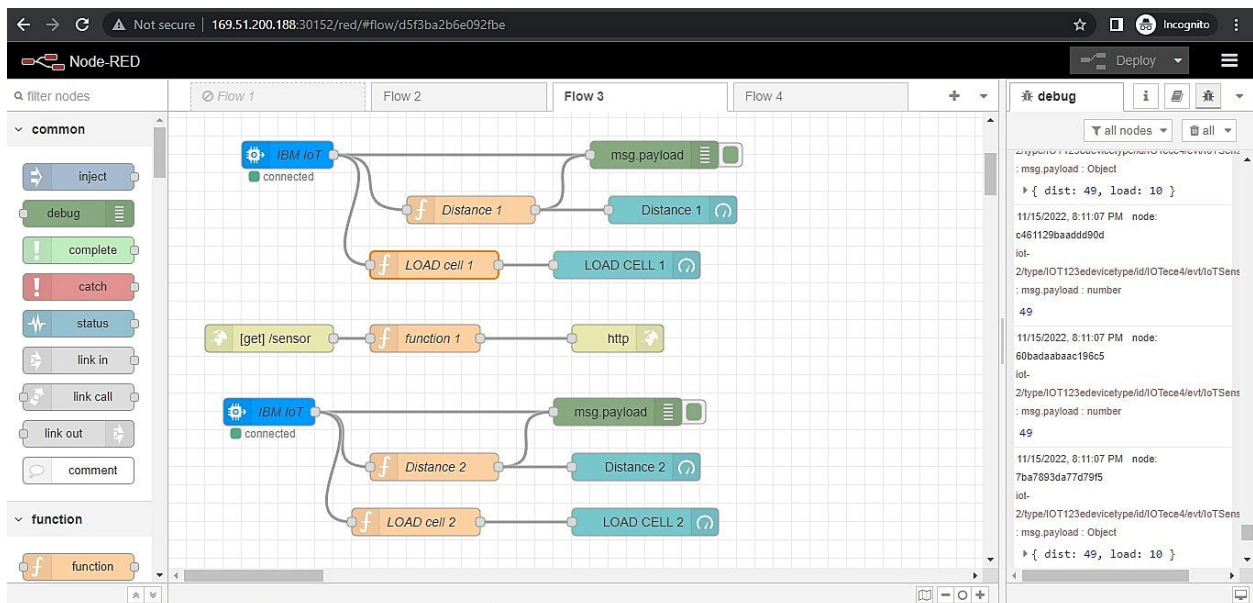 Not secure | 169.51.200.188:30152/red/#flow/d5f3ba2b6e092fbe
Incognito
Node-RED
Deploy
filter nodes
common
inject
debug
complete
catch
status
link in
link call
link out
comment
function
function
Flow 1
Flow 2
Flow 3
Flow 4
IBM IoT
connected
msg.payload
Distance 1
Distance 1
LOAD cell 1
LOAD CELL 1
[get] /sensor
function 1
http
IBM IoT
connected
msg.payload
Distance 2
Distance 2
LOAD cell 2
LOAD CELL 2
debug
i
all nodes
all
2/type/IOT123edevicetype/id/IOTece4/evt/IoTSens
: msg.payload : Object
{ dist: 49, load: 10 }
11/15/2022, 8:11:07 PM node:
c461129baaddd90d
iot-
2/type/IOT123edevicetype/id/IOTece4/evt/IoTSens
: msg.payload : number
49
11/15/2022, 8:11:07 PM node:
60badaabaac196c5
iot-
2/type/IOT123edevicetype/id/IOTece4/evt/IoTSens
: msg.payload : number
49
11/15/2022, 8:11:07 PM node:
7ba7893da77d79f5
iot-
2/type/IOT123edevicetype/id/IOTece4/evt/IoTSens
: msg.payload : Object
{ dist: 49, load: 10 }